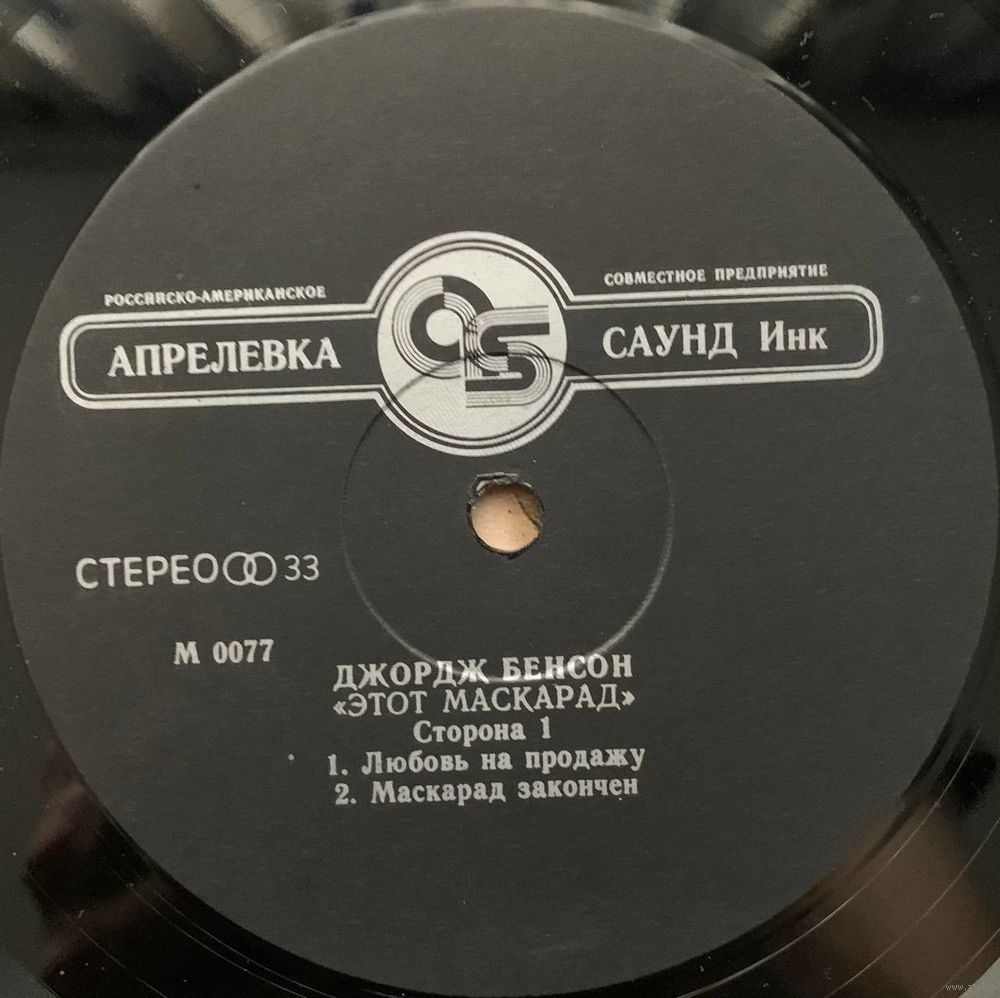 РОССИЙСКО-АМЕРИКАНСКОЕ
СОВМЕСТНОЕ ПРЕДПРИЯТИЕ
АПРЕЛЕВКА
САУНД Инк
СТЕРЕО 33
М 0077
ДЖОРДЖ БЕНСОН
«ЭТОТ МАСКАРАД»
Сторона 1
1. Любовь на продажу
2. Маскарад закончен